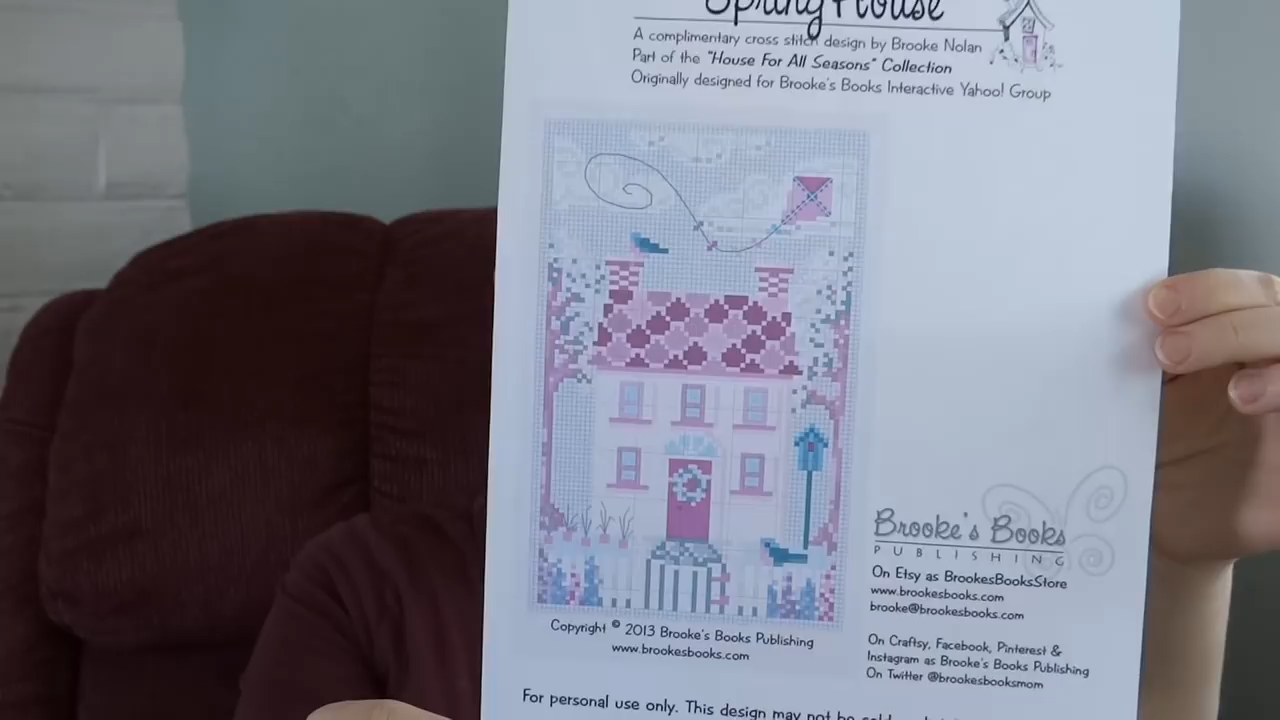 Spring House
A complimentary cross stitch design by Brooke Nolan
Part of the "House For All Seasons" Collection
Originally designed for Brooke's Books Interactive Yahoo! Group
Brooke's Books
PUBLISHING
On Etsy as BrookesBooksStore
www.brookesbooks.com
brooke@brookesbooks.com
On Craftsy, Facebook, Pinterest &
Instagram as Brooke's Books Publishing
On Twitter @brookesbooksmom
Copyright © 2013 Brooke's Books Publishing
www.brookesbooks.com
For personal use only. This design may not be sold